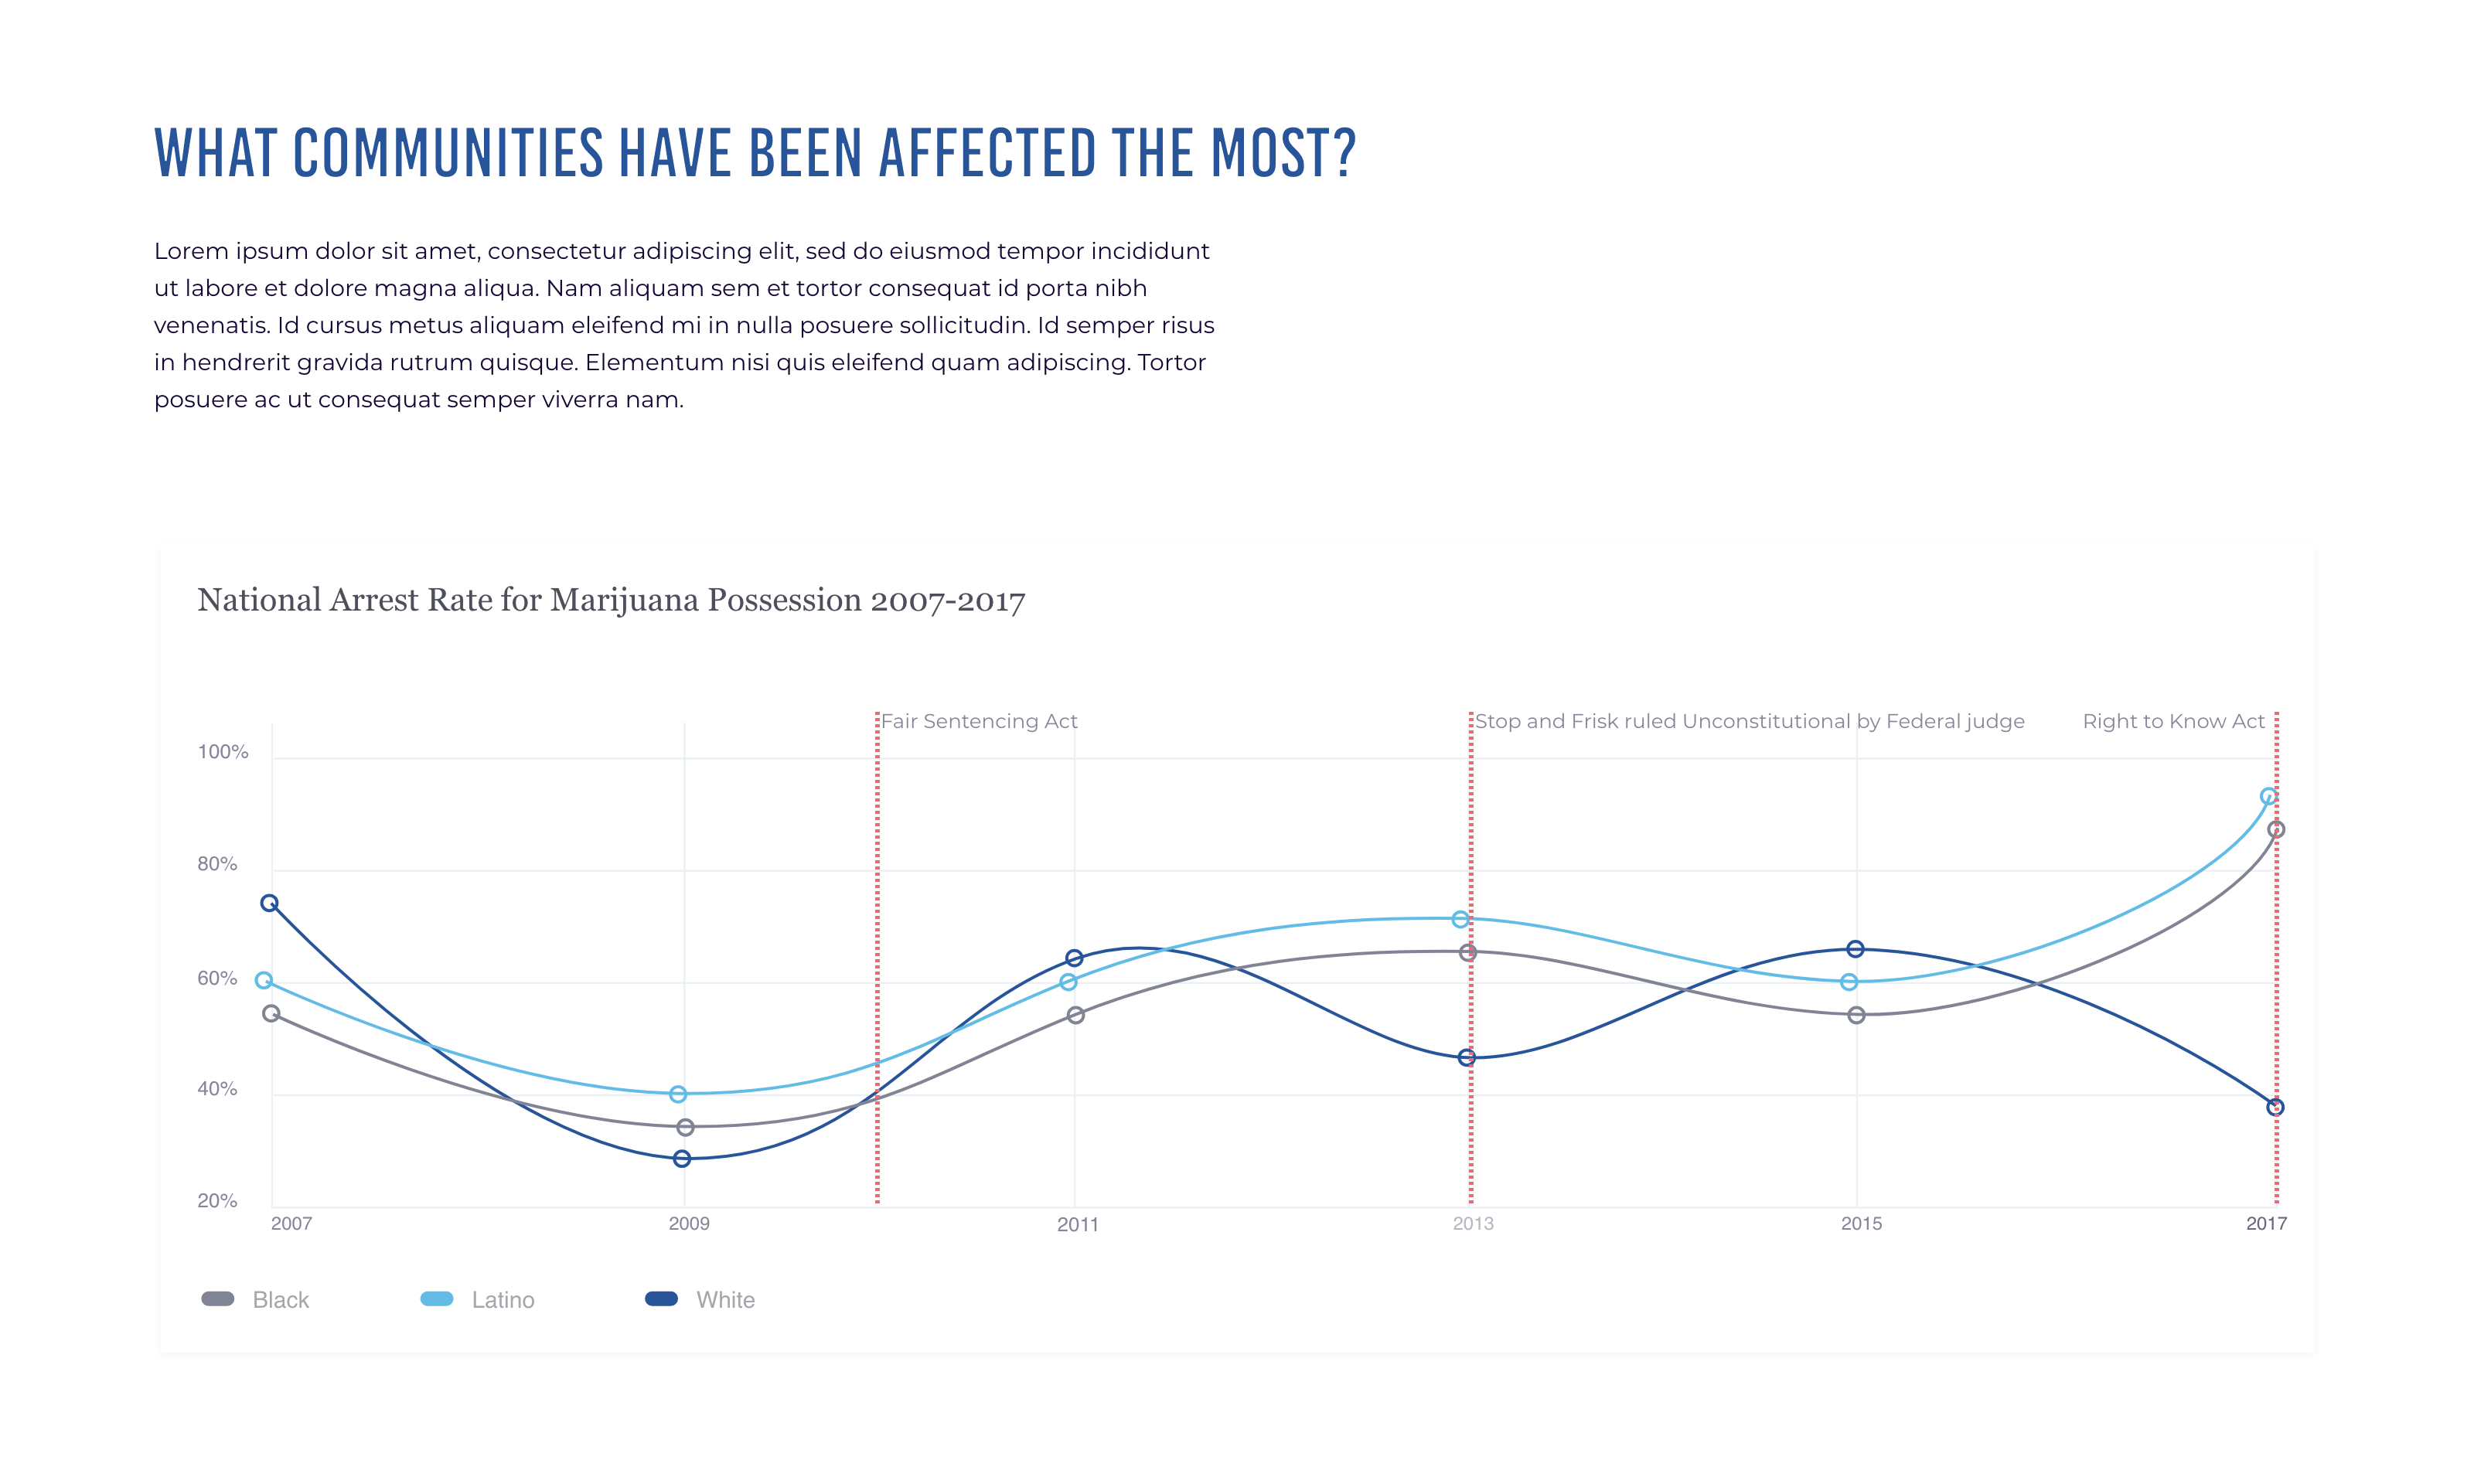 WHAT COMMUNITIES HAVE BEEN AFFECTED THE MOST?
Lorem ipsum dolor sit amet, consectetur adipiscing elit, sed do eiusmod tempor incididunt
ut labore et dolore magna aliqua. Nam aliquam sem et tortor consequat id porta nibh
venenatis. Id cursus metus aliquam eleifend mi in nulla posuere sollicitudin. Id semper risus
in hendrerit gravida rutrum quisque. Elementum nisi quis eleifend quam adipiscing. Tortor
posuere ac ut consequat semper viverra nam.
National Arrest Rate for Marijuana Possession 2007-2017
Fair Sentencing Act
Stop and Frisk ruled Unconstitutional by Federal judge
Right to Know Act
100%
80%
60%
40%
20%
2007
2009
2011
2013
2015
2017
Black
Latino
White